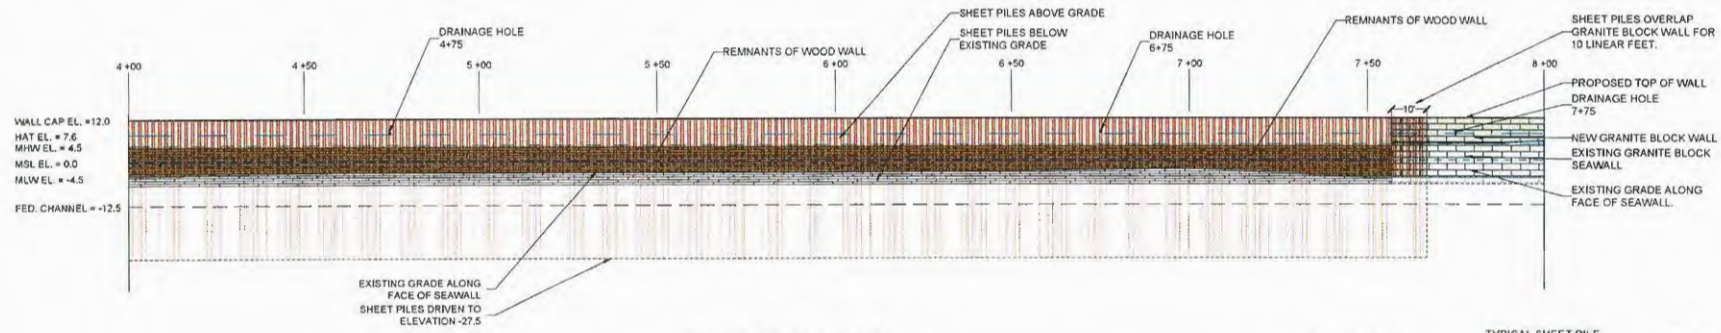 SHEET PILES ABOVE GRADE
REMNANTS OF WOOD WALL
SHEET PILES OVERLAP
GRANITE BLOCK WALL FOR
10 LINEAR FEET.
DRAINAGE HOLE
4+75
SHEET PILES BELOW
EXISTING GRADE
DRAINAGE HOLE
6+75
REMNANTS OF WOOD WALL
4 +00
4 +50
5 +00
5 +50
6 +00
6 +50
7 +00
7 +50
8 +00
PROPOSED TOP OF WALL
DRAINAGE HOLE
7+75
NEW GRANITE BLOCK WALL
EXISTING GRANITE BLOCK
SEAWALL
EXISTING GRADE ALONG
FACE OF SEAWALL.
10'
WALL CAP EL. =12.0
HAT EL. = 7.6
MHW EL. = 4.5
MSL EL. = 0.0
MLW EL. = -4.5
FED. CHANNEL = -12.5
EXISTING GRADE ALONG
FACE OF SEAWALL
SHEET PILES DRIVEN TO
ELEVATION -27.5
TYPICAL SHEET PILE